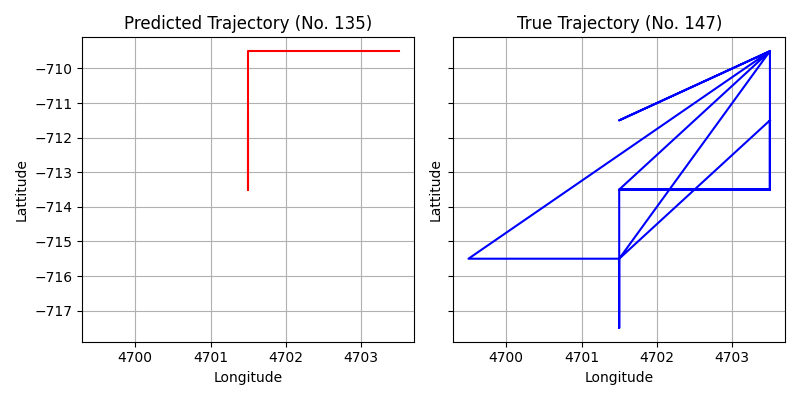 Predicted Trajectory (No. 135)
True Trajectory (No. 147)
Lattitude
−710
−711
−712
−713
−714
−715
−716
−717
4700
4701
4702
4703
Longitude
Lattitude
4700
4701
4702
4703
Longitude